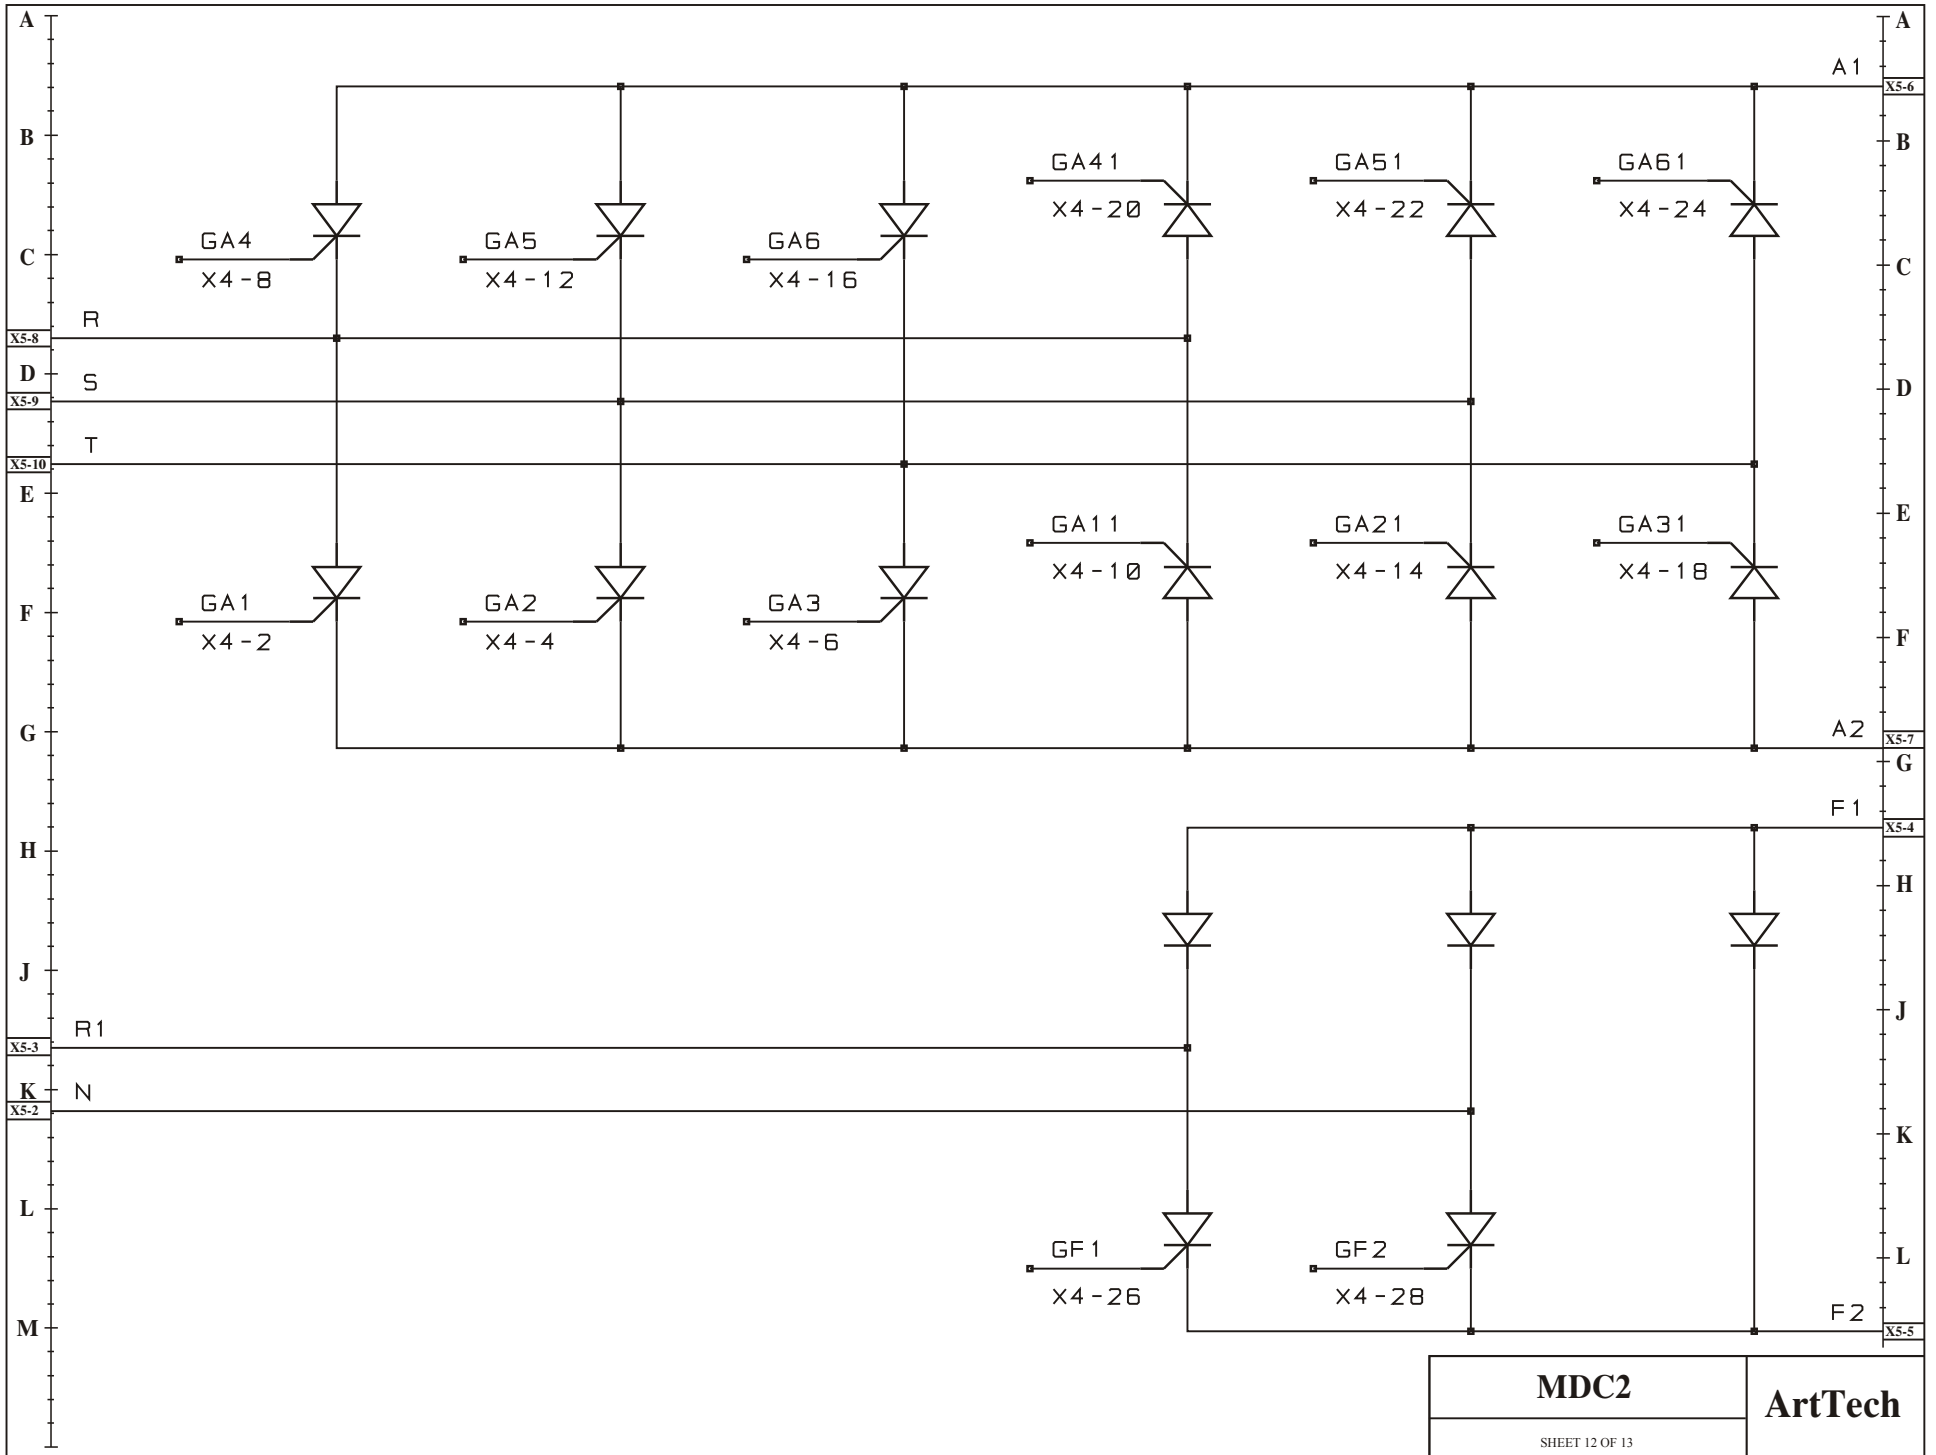 A A
A1
X5-6
B B
GA41 GA51 GA61
X4-20 X4-22 X4-24
GA4 GA5 GA6
C C
X4-8 X4-12 X4-16
R
X5-8
D D
S
X5-9
T
X5-10
E E
GA11 GA21 GA31
X4-10 X4-14 X4-18
GA1 GA2 GA3
F F
X4-2 X4-4 X4-6
G A2
X5-7
G
F1
X5-4
H
H
J
J
R1
X5-3
K N
X5-2
K
L
GF1 GF2 L
X4-26 X4-28
F2
M
X5-5
MDC2
ArtTech
SHEET 12 OF 13